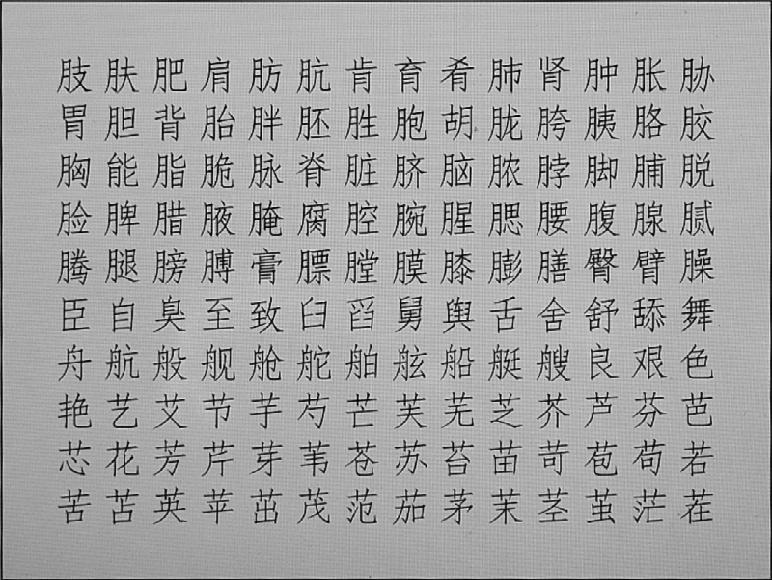 肢肤肥肩肪肮肯育肴肺肾肿胀胁
胃胆背胎胖胚胜胞胡胧胯胰胳胶
胸能脂脆脉脊脏脐脑脓脖脚脯脱
脸脾腊腋腌腐腔腕腥腮腰腹腺腻
腾腿膀膊膏膘膛膜膝膨膳臀臂臊
臣自臭至致臼舀舅舆舌舍舒舔舞
舟航般舰舱舵舶舷船艇艘良艰色
艳艺艾节芋芍芒芙芜芝芥芦芬芭
芯花芳芹芽苇苍苏苔苗苛苞苟若
苦苫英苹茁茂范茄茅茉茎茧茫茬